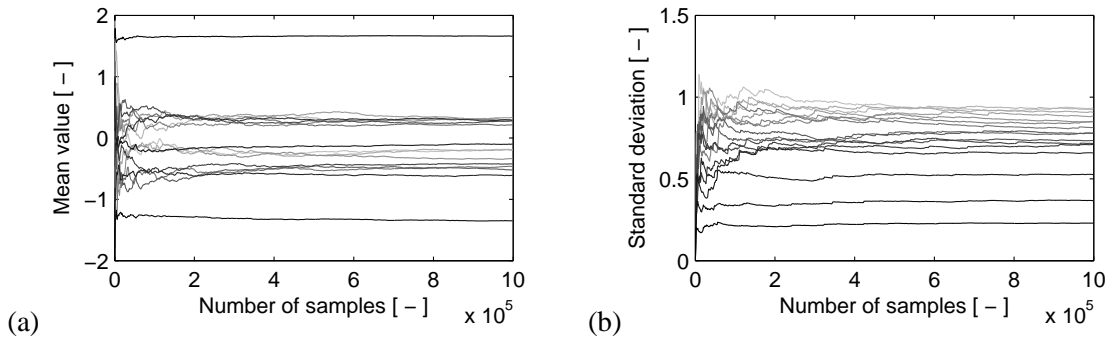 (a)
Mean value [ − ]
2
1
0
−1
−2
0 2 4 6 8 10
Number of samples [ − ]
x 10^5
(b)
Standard deviation [ − ]
1.5
1
0.5
0
0 2 4 6 8 10
Number of samples [ − ]
x 10^5